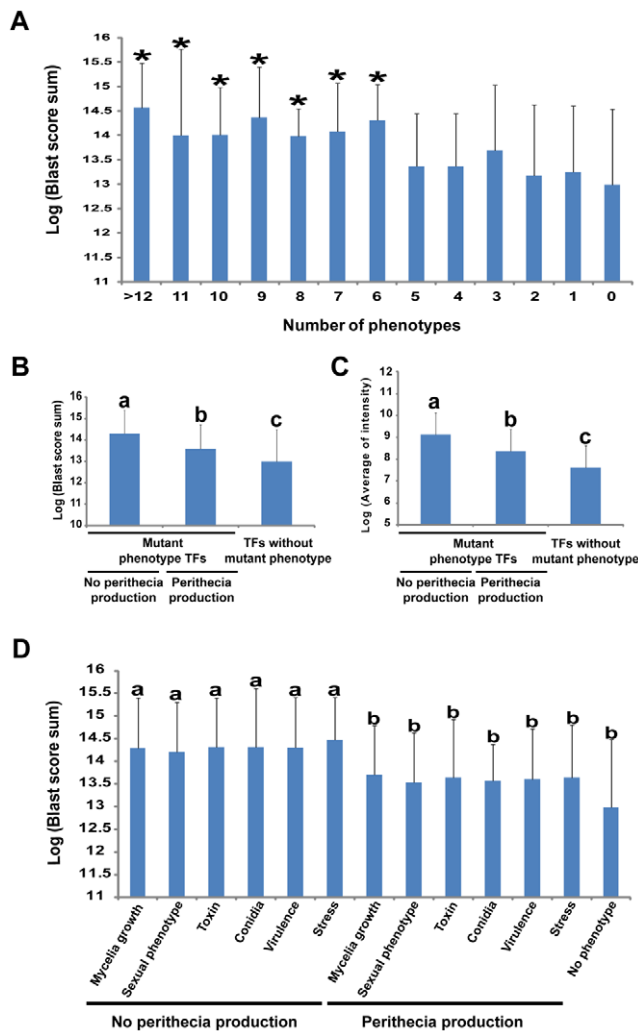 A
Log (Blast score sum)
16
15.5
15
14.5
14
13.5
13
12.5
12
11.5
11
* * * * * * *
>12 11 10 9 8 7 6 5 4 3 2 1 0
Number of phenotypes
B
Log (Blast score sum)
16
15
14
13
12
11
10
a b c
Mutant phenotype TFs
TFs without mutant phenotype
No perithecia production
Perithecia production
C
Log (Average of intensity)
11
10
9
8
7
6
5
a b c
Mutant phenotype TFs
TFs without mutant phenotype
No perithecia production
Perithecia production
D
Log (Blast score sum)
16
15.5
15
14.5
14
13.5
13
12.5
12
11.5
11
a a a a a a b b b b b b b
Mycelia growth
Sexual phenotype
Toxin
Conidia
Virulence
Stress
Mycelia growth
Sexual phenotype
Toxin
Conidia
Virulence
Stress
No phenotype
No perithecia production
Perithecia production